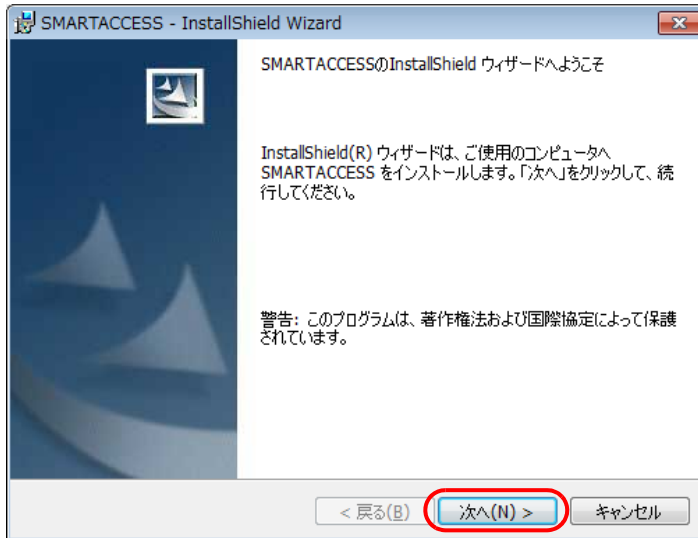 SMARTACCESS - InstallShield Wizard
SMARTACCESSのInstallShield ウィザードへようこそ
InstallShield(R) ウィザードは、ご使用のコンピュータへ
SMARTACCESS をインストールします。「次へ」をクリックして、続
行してください。
警告: このプログラムは、著作権法および国際協定によって保護
されています。
< 戻る(B)
次へ(N) >
キャンセル